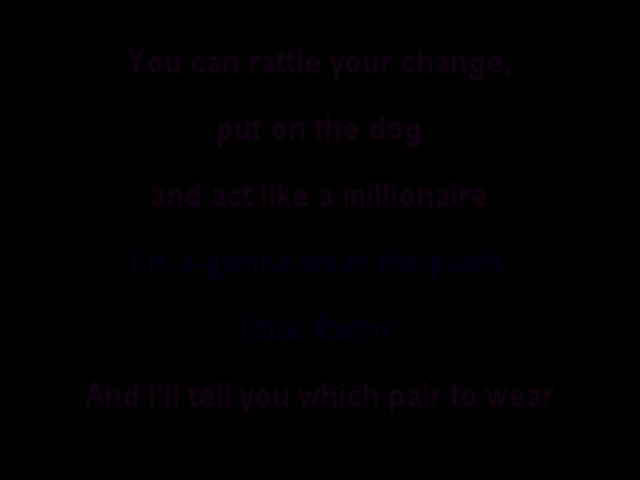 You can rattle your change,
put on the dog
and act like a millionaire
I'm a-gonna wear the pants
little darlin'
And I'll tell you which pair to wear